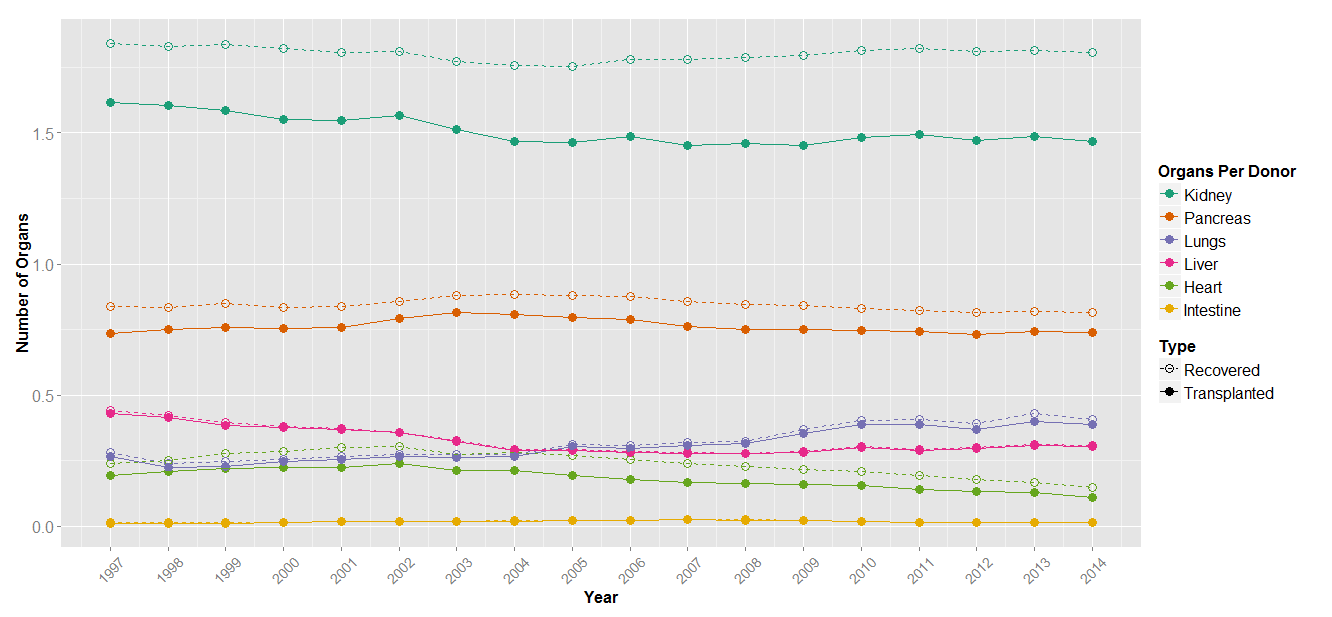 Number of Organs
1.5
1.0
0.5
0.0
1997 1998 1999 2000 2001 2002 2003 2004 2005 2006 2007 2008 2009 2010 2011 2012 2013 2014
Year
Organs Per Donor
Kidney
Pancreas
Lungs
Liver
Heart
Intestine
Type
Recovered
Transplanted